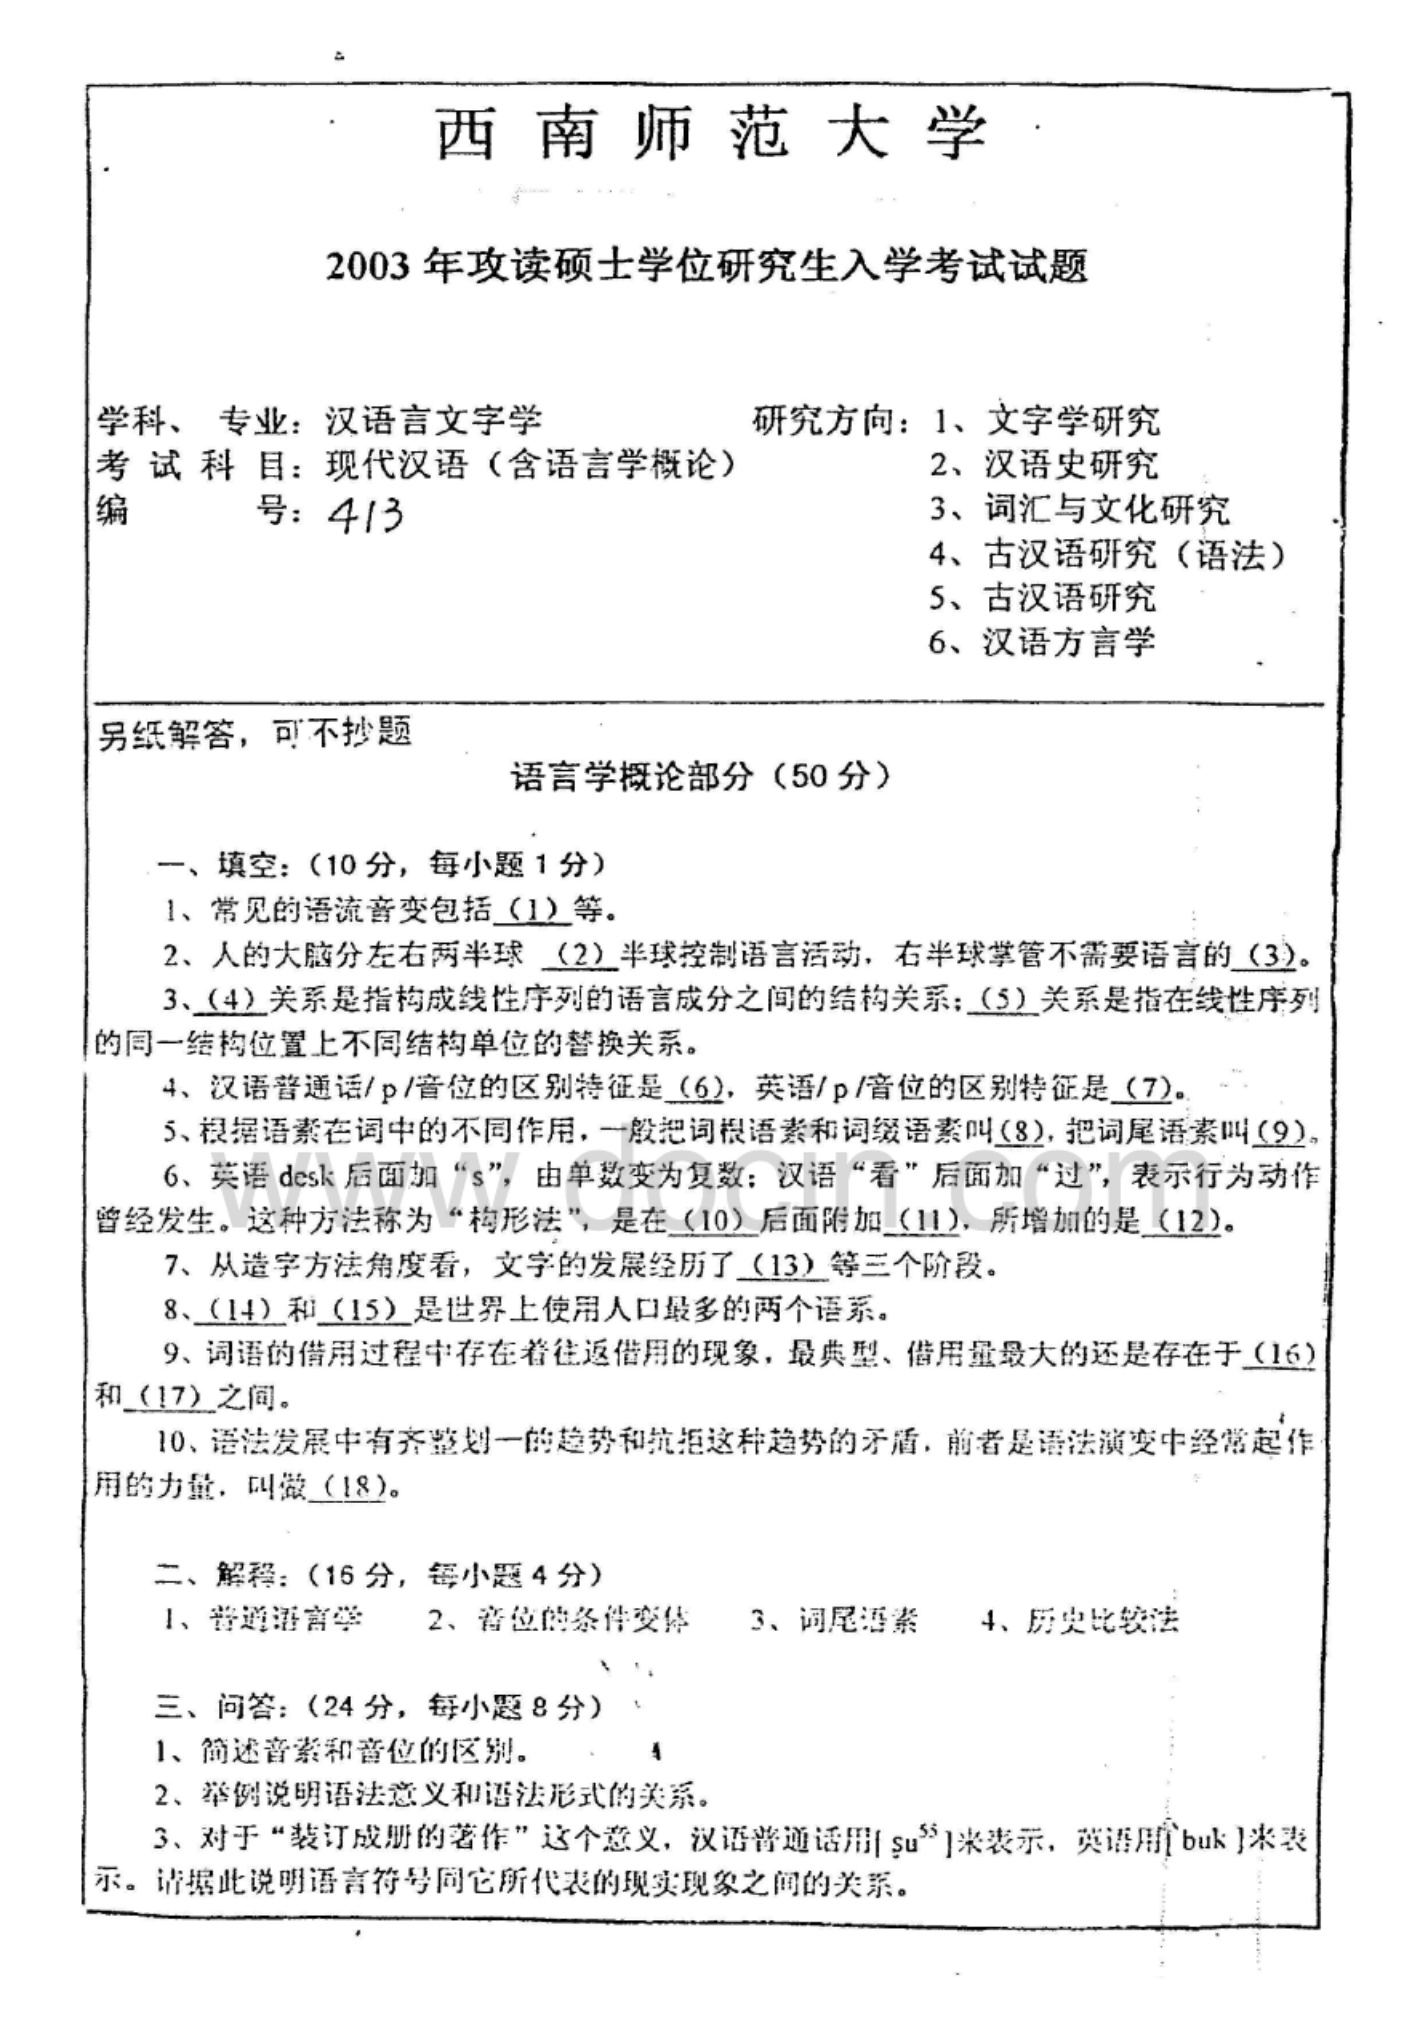 西南师范大学
2003 年攻读硕士学位研究生入学考试试题
学科、 专业：汉语言文字学
考 试 科 目：现代汉语（含语言学概论）
编 号：413
研究方向：1、文字学研究
2、汉语史研究
3、词汇与文化研究
4、古汉语研究（语法）
5、古汉语研究
6、汉语方言学
另纸解答，可不抄题
语言学概论部分（50 分）
一、填空：（10 分，每小题 1 分）
1、常见的语流音变包括（1）等。
2、人的大脑分左右两半球 （2）半球控制语言活动，右半球掌管不需要语言的（3）。
3、（4）关系是指构成线性序列的语言成分之间的结构关系；（5）关系是指在线性序列
的同一结构位置上不同结构单位的替换关系。
4、汉语普通话/ p /音位的区别特征是（6），英语/ p /音位的区别特征是（7）。
5、根据语素在词中的不同作用，一般把词根语素和词缀语素叫（8），把词尾语素叫（9）。
6、英语 desk 后面加“s”，由单数变为复数；汉语“看”后面加“过”，表示行为动作
曾经发生。这种方法称为“构形法”，是在（10）后面附加（11），所增加的是（12）。
7、从造字方法角度看，文字的发展经历了（13）等三个阶段。
8、（14）和（15）是世界上使用人口最多的两个语系。
9、词语的借用过程中存在着往返借用的现象，最典型、借用量最大的还是存在于（16）
和（17）之间。
10、语法发展中有齐整划一的趋势和抗拒这种趋势的矛盾，前者是语法演变中经常起作
用的力量，叫做（18）。
二、解释：（16 分，每小题 4 分）
1、普通语言学 2、音位的条件变体 3、词尾语素 4、历史比较法
三、问答：（24 分，每小题 8 分）
1、简述音素和音位的区别。
2、举例说明语法意义和语法形式的关系。
3、对于“装订成册的著作”这个意义，汉语普通话用[ ʂu⁵⁵ ]来表示，英语用[`buk ]来表
示。请据此说明语言符号同它所代表的现实现象之间的关系。
www.docin.com